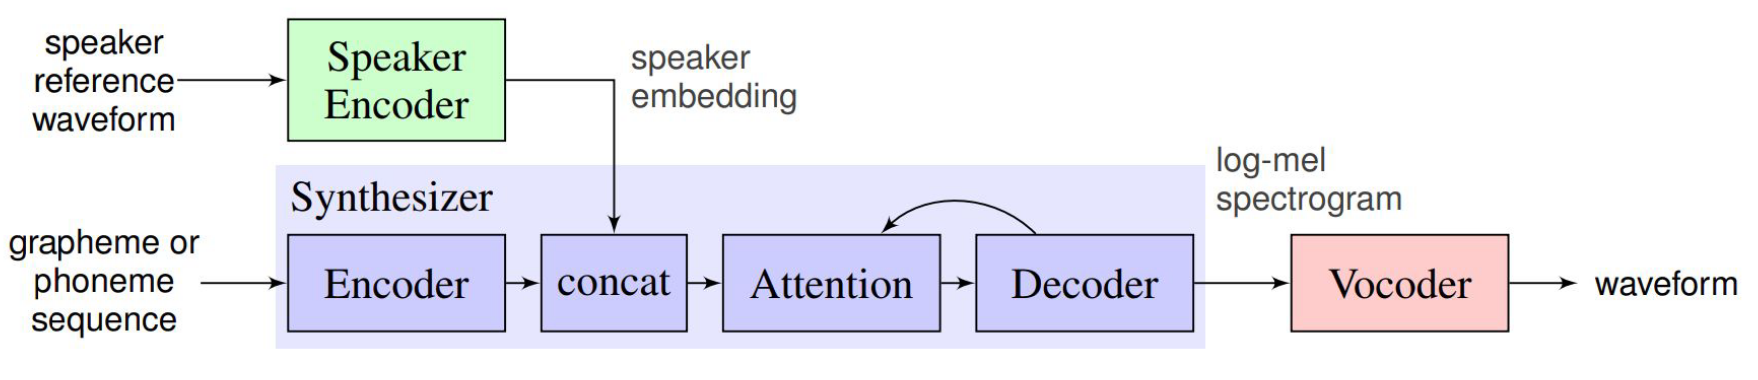 speaker
reference
waveform
Speaker
Encoder
speaker
embedding
Synthesizer
log-mel
spectrogram
grapheme or
phoneme
sequence
Encoder
concat
Attention
Decoder
Vocoder
waveform